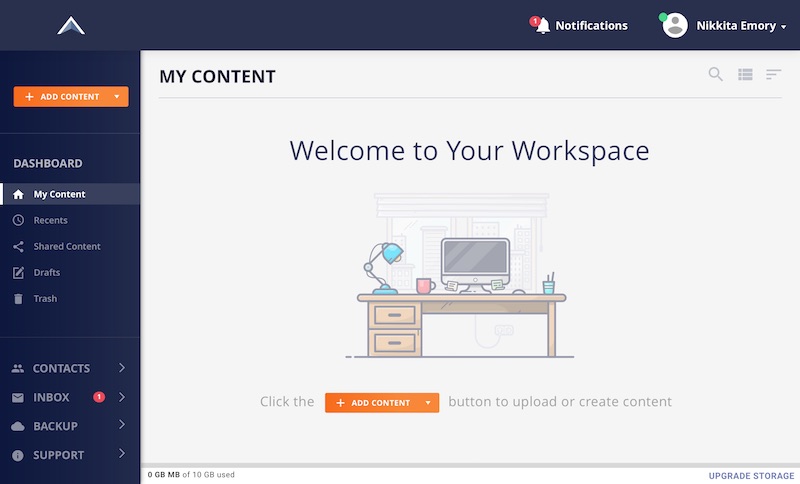 1 Notifications
Nikkita Emory
ADD CONTENT
DASHBOARD
My Content
Recents
Shared Content
Drafts
Trash
CONTACTS
INBOX 1
BACKUP
SUPPORT
MY CONTENT
Welcome to Your Workspace
Click the ADD CONTENT button to upload or create content
0 GB MB of 10 GB used
UPGRADE STORAGE